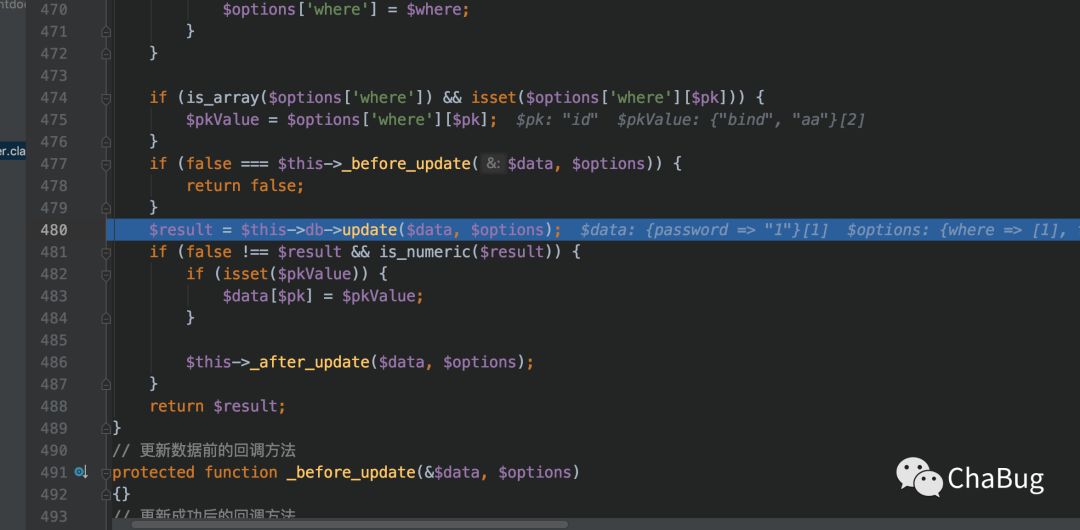 ntdoc
470 $options['where'] = $where;
471 }
472 }
473
474 if (is_array($options['where']) && isset($options['where'][$pk])) {
475 $pkValue = $options['where'][$pk]; $pk: "id" $pkValue: {"bind", "aa"}[2]
476 }
er.cla
477 if (false === $this->_before_update( &: $data, $options)) {
478 return false;
479 }
480 $result = $this->db->update($data, $options); $data: {password => "1"}[1] $options: {where => [1],
481 if (false !== $result && is_numeric($result)) {
482 if (isset($pkValue)) {
483 $data[$pk] = $pkValue;
484 }
485
486 $this->_after_update($data, $options);
487 }
488 return $result;
489 }
490 // 更新数据前的回调方法
491 protected function _before_update(&$data, $options)
492 {}
493 // 更新成功后的回调方法
ChaBug